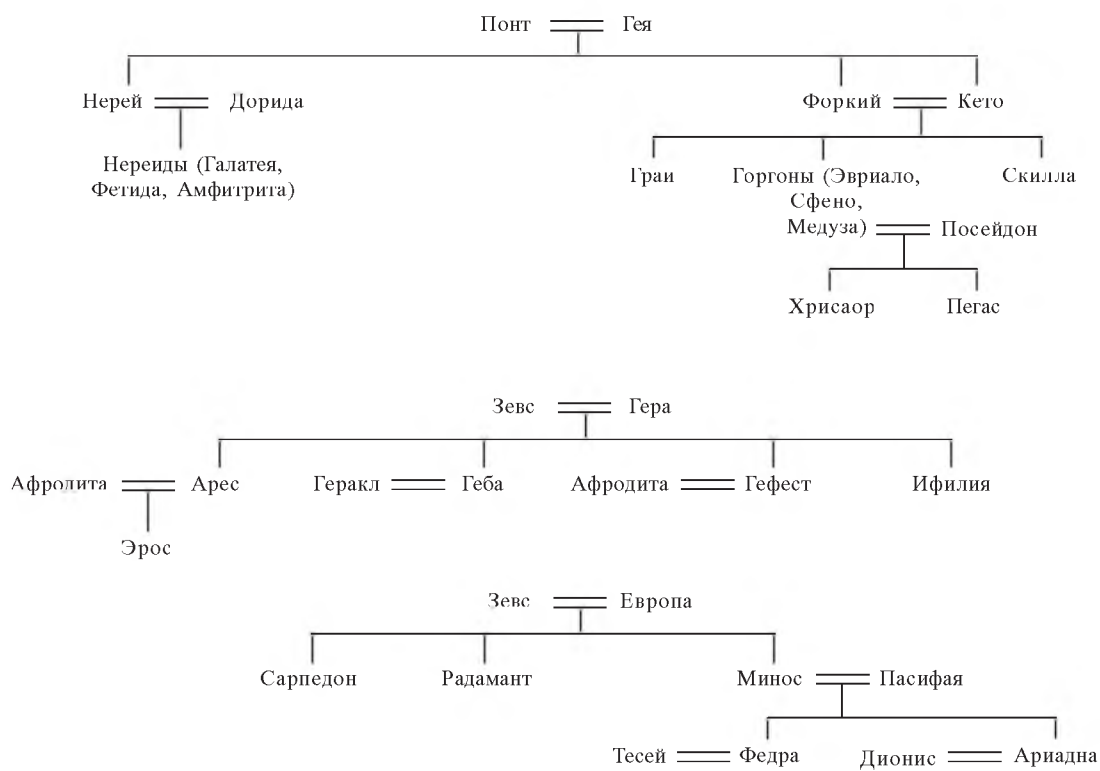 Понт Гея
Нерей Дорида Форкий Кето
Нереиды (Галатея,
Фетида, Амфитрита)
Граи Горгоны (Эвриало, Скилла
Сфено,
Медуза) Посейдон
Хрисаор Пегас
Зевс Гера
Афродита Арес Геракл Геба Афродита Гефест Ифилия
Эрос
Зевс Европа
Сарпедон Радамант Минос Пасифая
Тесей Федра Дионис Ариадна